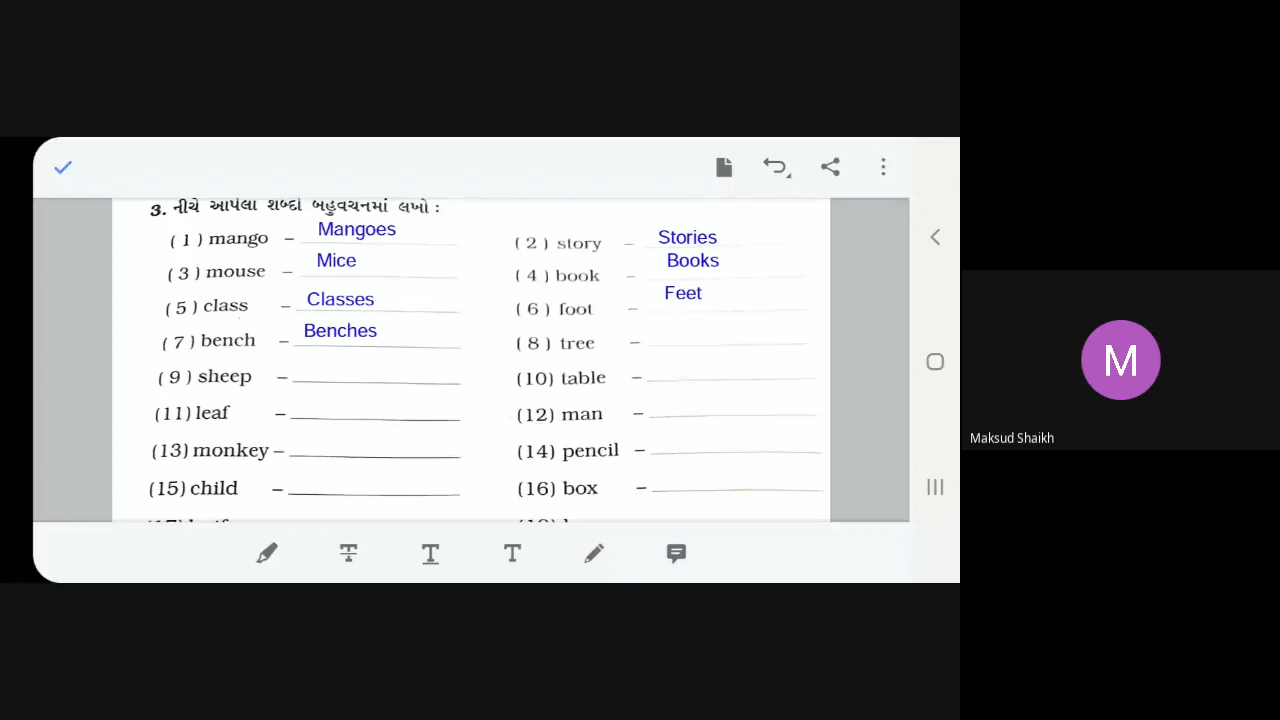 3. નીચે આપેલા શબ્દો બહુવચનમાં લખો :
(1) mango – Mangoes (2) story – Stories
(3) mouse – Mice (4) book – Books
(5) class – Classes (6) foot – Feet
(7) bench – Benches (8) tree –
(9) sheep – (10) table –
(11) leaf – (12) man –
(13) monkey – (14) pencil –
(15) child – (16) box –
M
Maksud Shaikh